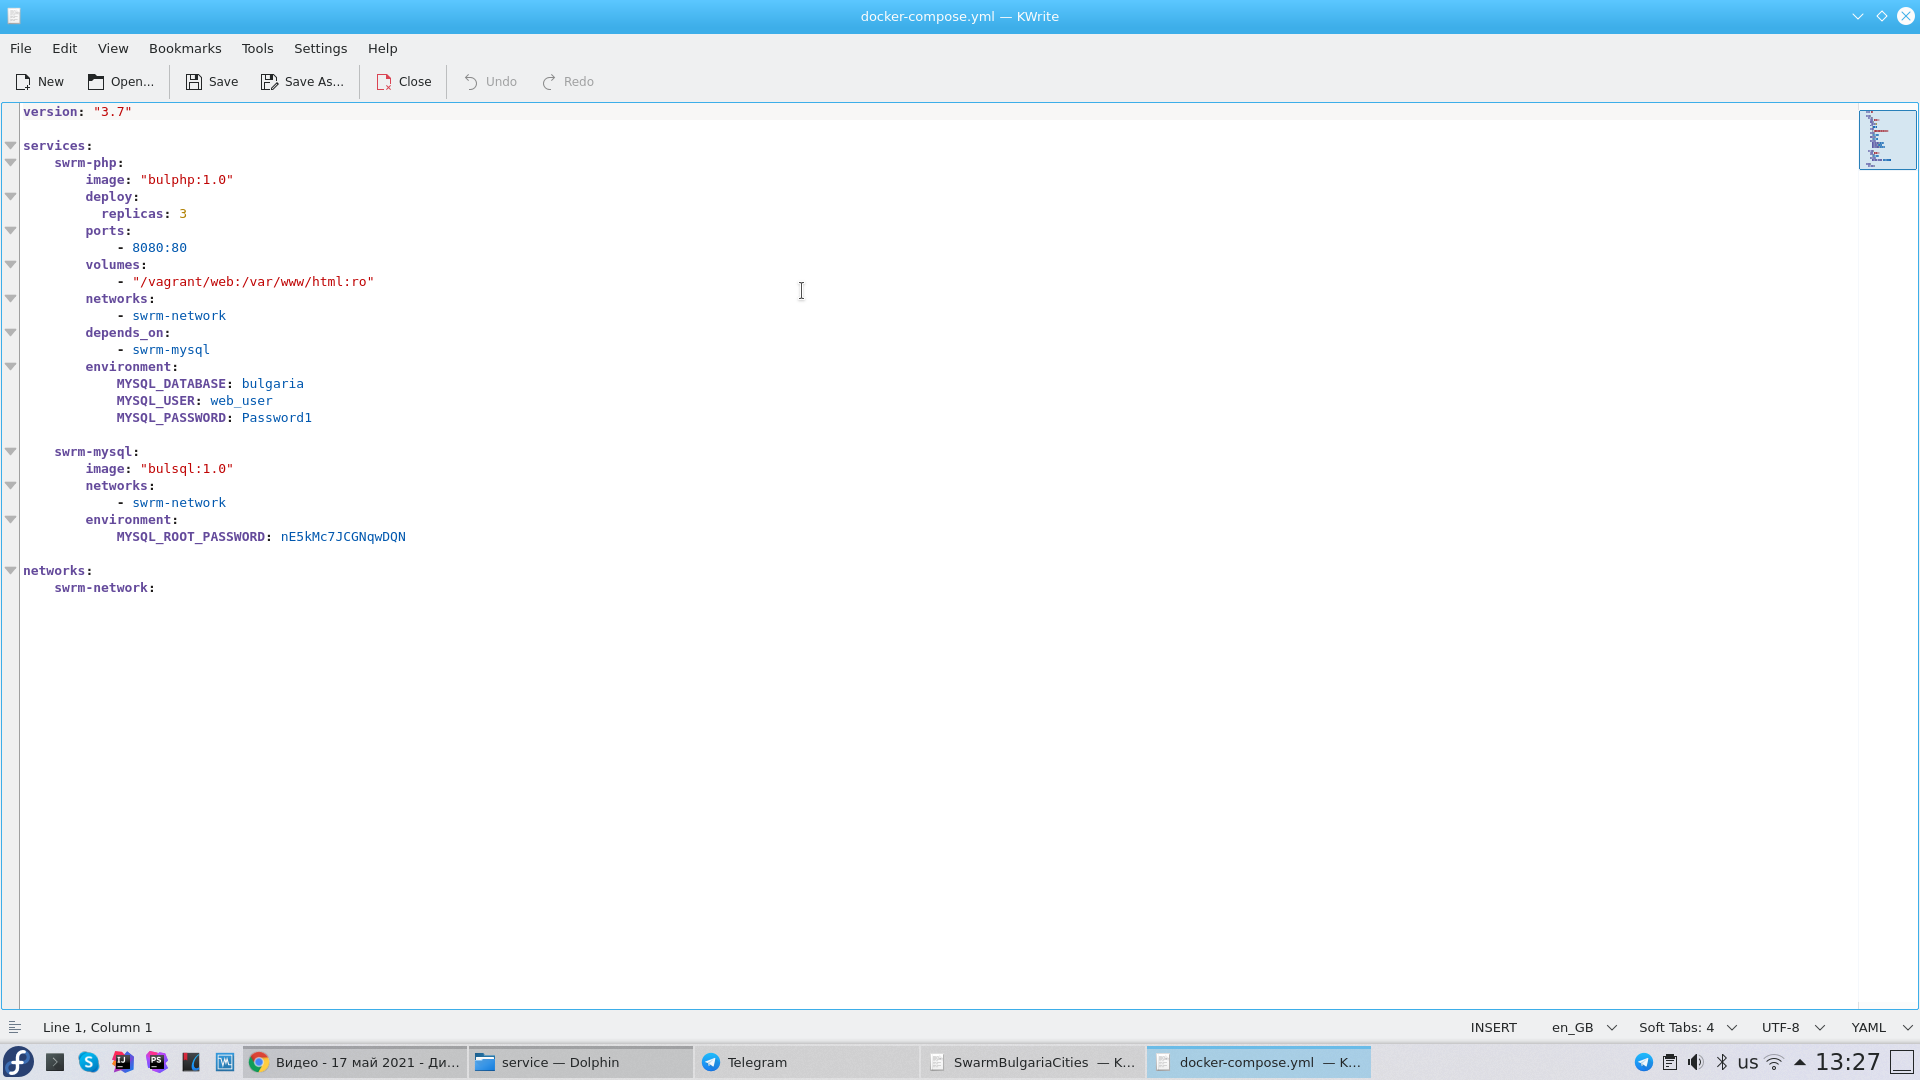 docker-compose.yml — KWrite
File Edit View Bookmarks Tools Settings Help
New Open... Save Save As... Close Undo Redo
version: "3.7"
services:
swrm-php:
image: "bulphp:1.0"
deploy:
replicas: 3
ports:
- 8080:80
volumes:
- "/vagrant/web:/var/www/html:ro"
networks:
- swrm-network
depends_on:
- swrm-mysql
environment:
MYSQL_DATABASE: bulgaria
MYSQL_USER: web_user
MYSQL_PASSWORD: Password1
swrm-mysql:
image: "bulsql:1.0"
networks:
- swrm-network
environment:
MYSQL_ROOT_PASSWORD: nE5kMc7JCGNqwDQN
networks:
swrm-network:
Line 1, Column 1 INSERT en_GB Soft Tabs: 4 UTF-8 YAML
Видео - 17 май 2021 - Ди... service — Dolphin Telegram SwarmBulgariaCities — K... docker-compose.yml — K... us 13:27